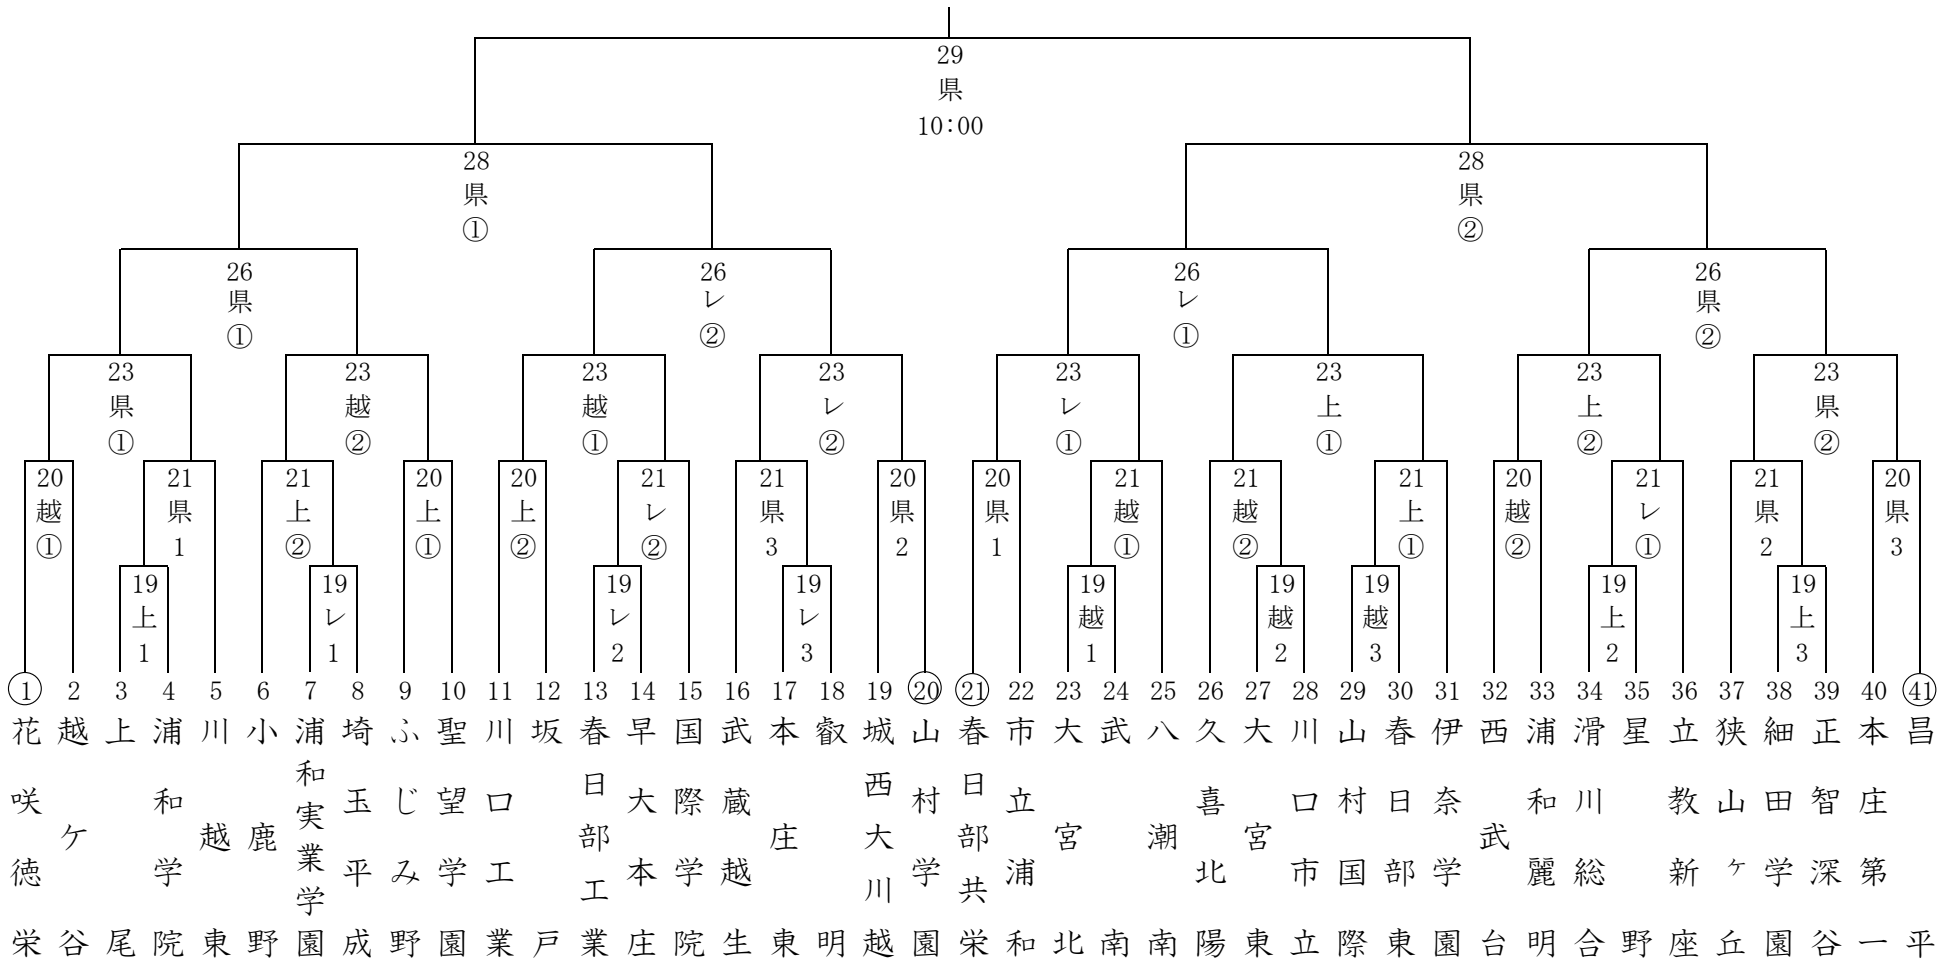 29
県
10:00
28
県
①
28
県
②
26
県
①
26
レ
②
26
レ
①
26
県
②
23
県
①
23
越
②
23
越
①
23
レ
②
23
レ
①
23
上
①
23
上
②
23
県
②
20
越
①
21
県
1
21
上
②
20
上
①
20
上
②
21
レ
②
21
県
3
20
県
2
20
県
1
21
越
①
21
越
②
21
上
①
20
越
②
21
レ
①
21
県
2
20
県
3
19
上
1
19
レ
1
19
レ
2
19
レ
3
19
越
1
19
越
2
19
越
3
19
上
2
19
上
3
① 花咲徳栄
2 越ケ谷
3 上尾
4 浦和学院
5 川越東
6 小鹿野
7 浦和実業学園
8 埼玉平成
9 ふじみ野
10 聖望学園
11 川口工業
12 坂戸
13 春日部工業
14 早大本庄
15 国際学院
16 武蔵越生
17 本庄東
18 叡明
19 城西大川越
⑳ 山村学園
㉑ 春日部共栄
22 市立浦和
23 大宮北
24 武南
25 八潮南
26 久喜北陽
27 大宮東
28 川口市立
29 山村国際
30 春日部東
31 伊奈学園
32 西武台
33 浦和麗明
34 滑川総合
35 星野
36 立教新座
37 狭山ヶ丘
38 細田学園
39 正智深谷
40 本庄第一
㊶ 昌平